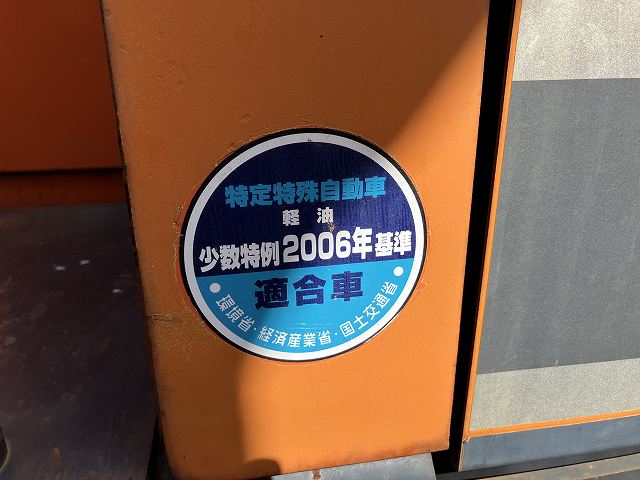 特定特殊自動車
軽油
少数特例2006年基準
適合車
・環境省・経済産業省・国土交通省・